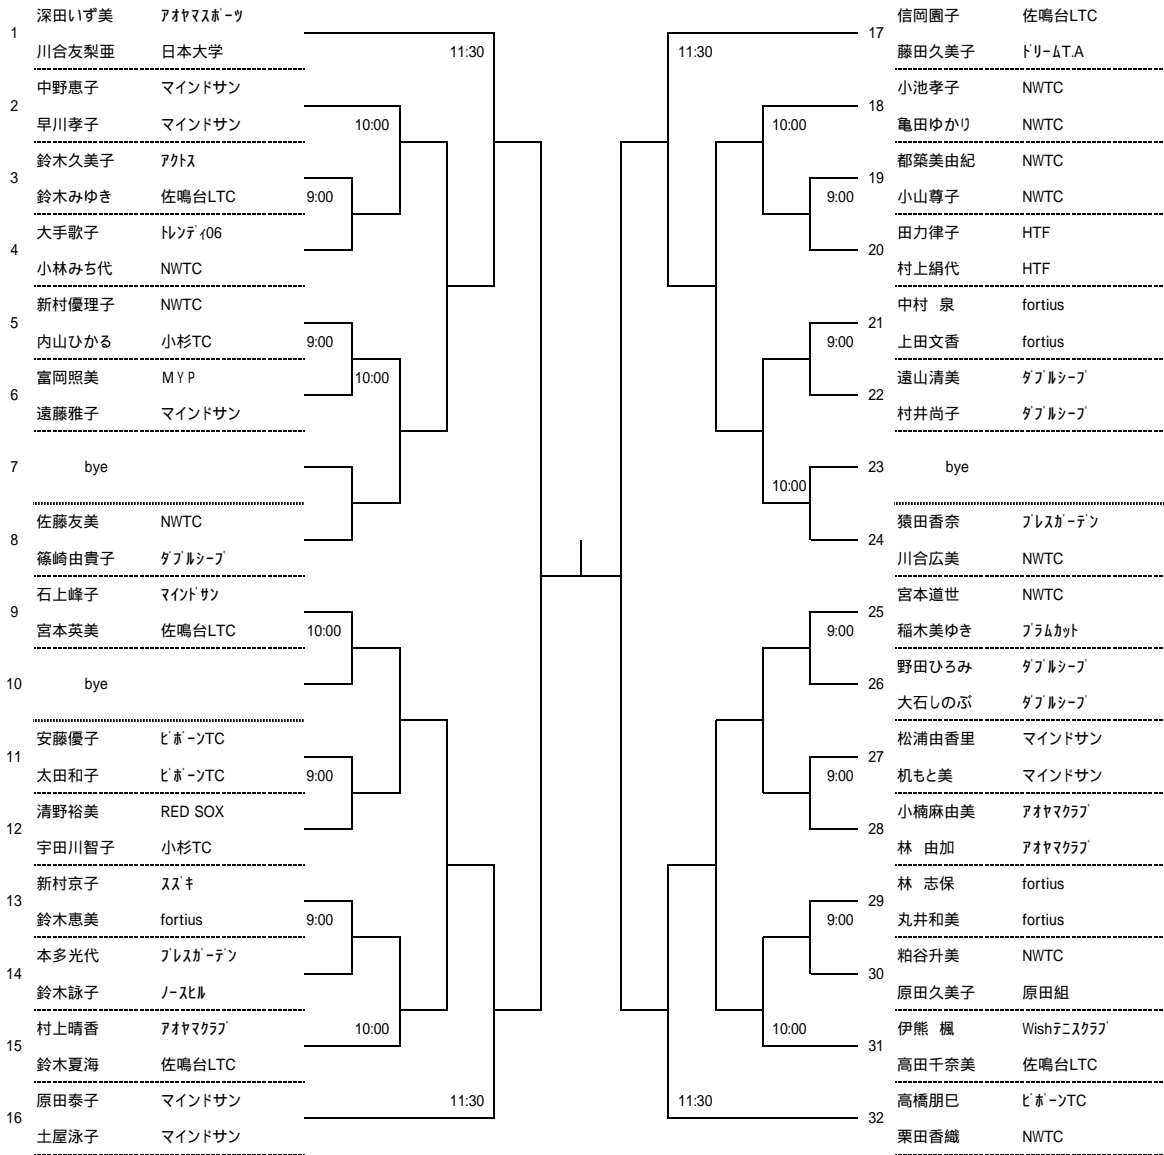 深田いず美 アオヤマスポーツ
1
川合友梨亜 日本大学
11:30
中野恵子 マインドサン
2
早川孝子 マインドサン
10:00
鈴木久美子 アクトス
3
鈴木みゆき 佐鳴台LTC
9:00
大手歌子 トレンディ06
4
小林みち代 NWTC
新村優理子 NWTC
5
内山ひかる 小杉TC
9:00
富岡照美 MYP
10:00
6
遠藤雅子 マインドサン
7 bye
佐藤友美 NWTC
8
篠崎由貴子 ダブルシープ
石上峰子 マインドサン
9
宮本英美 佐鳴台LTC
10:00
10 bye
安藤優子 ビボーンTC
11
太田和子 ビボーンTC
9:00
清野裕美 RED SOX
12
宇田川智子 小杉TC
新村京子 スズキ
13
鈴木恵美 fortius
9:00
本多光代 プレスガーデン
14
鈴木詠子 ノースヒル
村上晴香 アオヤマクラブ
10:00
15
鈴木夏海 佐鳴台LTC
原田泰子 マインドサン
11:30
16
土屋泳子 マインドサン
信岡園子 佐鳴台LTC
17
藤田久美子 ドリームT.A
11:30
小池孝子 NWTC
18
亀田ゆかり NWTC
10:00
都築美由紀 NWTC
19
小山尊子 NWTC
9:00
田力律子 HTF
20
村上絹代 HTF
中村 泉 fortius
21
上田文香 fortius
9:00
遠山清美 ダブルシープ
22
村井尚子 ダブルシープ
23 bye
10:00
猿田香奈 プレスガーデン
24
川合広美 NWTC
宮本道世 NWTC
25
稲木美ゆき プラムカット
9:00
野田ひろみ ダブルシープ
26
大石しのぶ ダブルシープ
松浦由香里 マインドサン
27
机もと美 マインドサン
9:00
小楠麻由美 アオヤマクラブ
28
林 由加 アオヤマクラブ
林 志保 fortius
29
丸井和美 fortius
9:00
粕谷升美 NWTC
30
原田久美子 原田組
伊熊 楓 Wishテニスクラブ
10:00
31
高田千奈美 佐鳴台LTC
高橋朋巳 ビボーンTC
11:30
32
栗田香織 NWTC